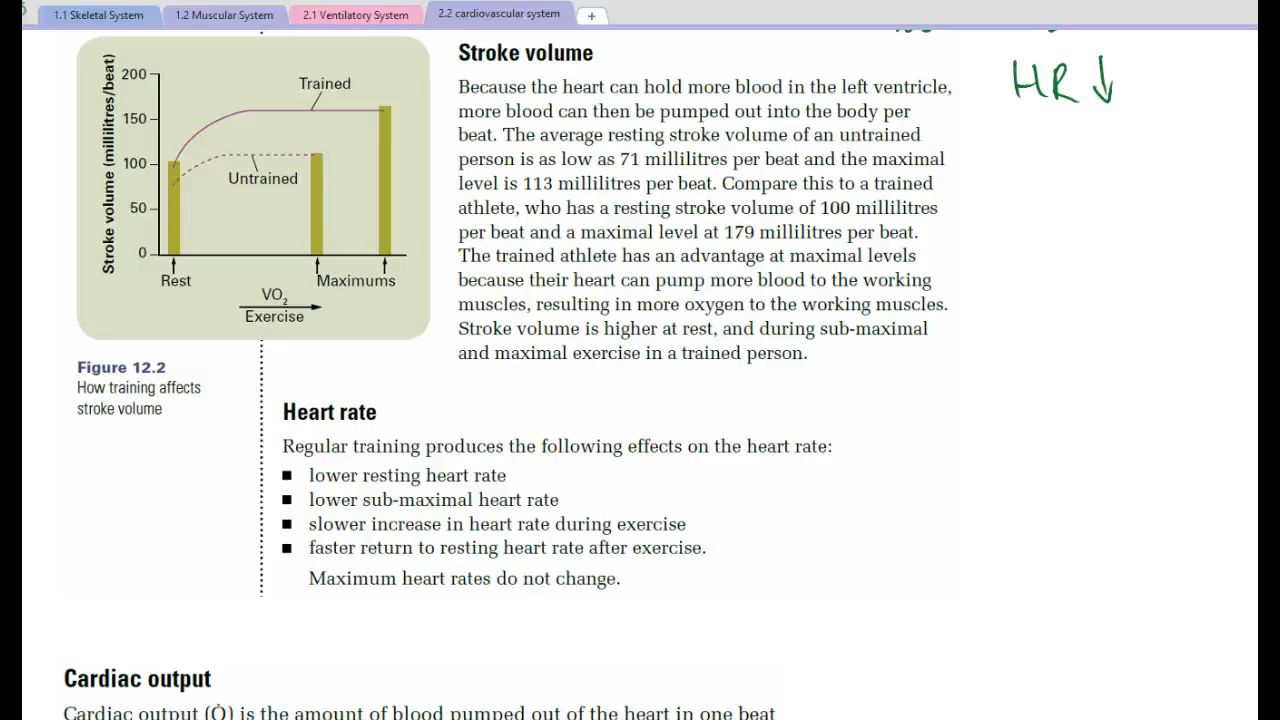 1.1 Skeletal System
1.2 Muscular System
2.1 Ventilatory System
2.2 cardiovascular system
+
HR ↓
Stroke volume (millilitres/beat)
200
150
100
50
0
Trained
Untrained
Rest
Maximums
VO2
Exercise
Figure 12.2
How training affects
stroke volume
Stroke volume
Because the heart can hold more blood in the left ventricle,
more blood can then be pumped out into the body per
beat. The average resting stroke volume of an untrained
person is as low as 71 millilitres per beat and the maximal
level is 113 millilitres per beat. Compare this to a trained
athlete, who has a resting stroke volume of 100 millilitres
per beat and a maximal level at 179 millilitres per beat.
The trained athlete has an advantage at maximal levels
because their heart can pump more blood to the working
muscles, resulting in more oxygen to the working muscles.
Stroke volume is higher at rest, and during sub-maximal
and maximal exercise in a trained person.
Heart rate
Regular training produces the following effects on the heart rate:
■ lower resting heart rate
■ lower sub-maximal heart rate
■ slower increase in heart rate during exercise
■ faster return to resting heart rate after exercise.
Maximum heart rates do not change.
Cardiac output
Cardiac output (Q̇) is the amount of blood pumped out of the heart in one beat